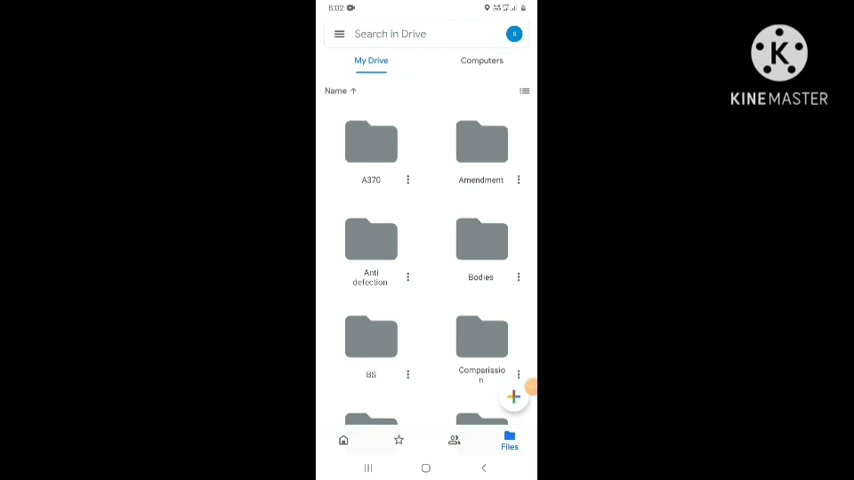 8:02
Search in Drive
S
My Drive
Computers
Name
A370
Amendment
Anti
defection
Bodies
BS
Comparissio
n
Files
K
KINEMASTER